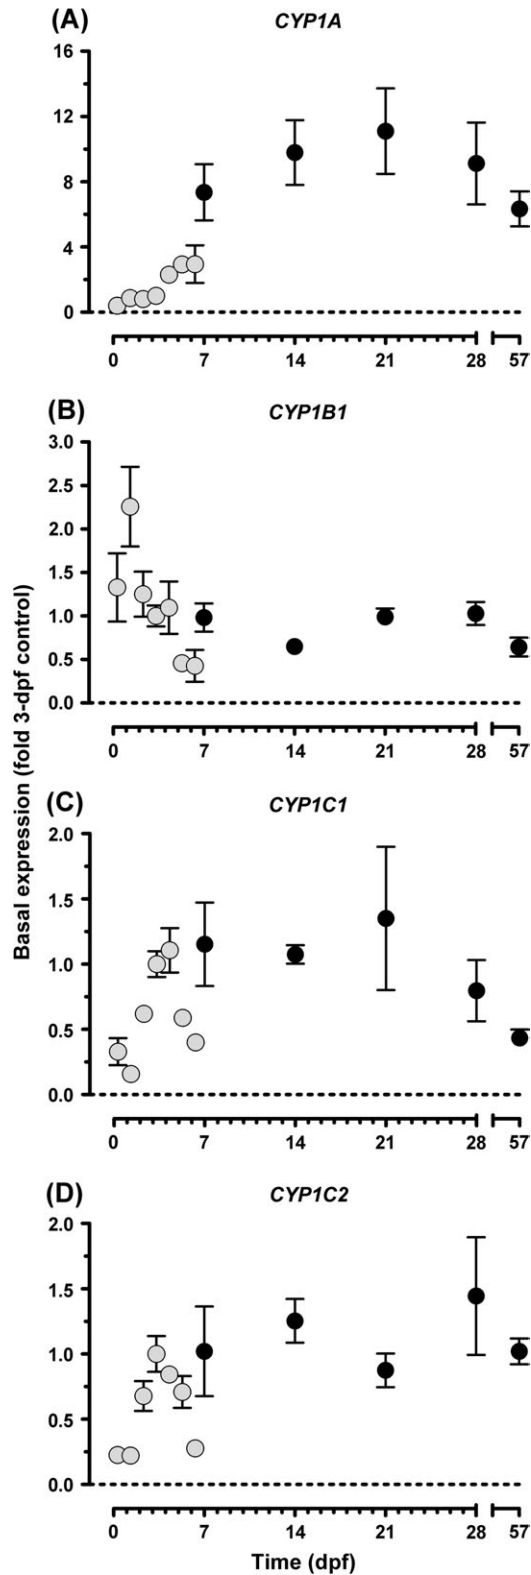 (A) CYP1A
16
12
8
4
0
0 7 14 21 28 57
(B) CYP1B1
3.0
2.5
2.0
1.5
1.0
0.5
0.0
0 7 14 21 28 57
Basal expression (fold 3-dpf control)
(C) CYP1C1
2.0
1.5
1.0
0.5
0.0
0 7 14 21 28 57
(D) CYP1C2
2.0
1.5
1.0
0.5
0.0
0 7 14 21 28 57
Time (dpf)